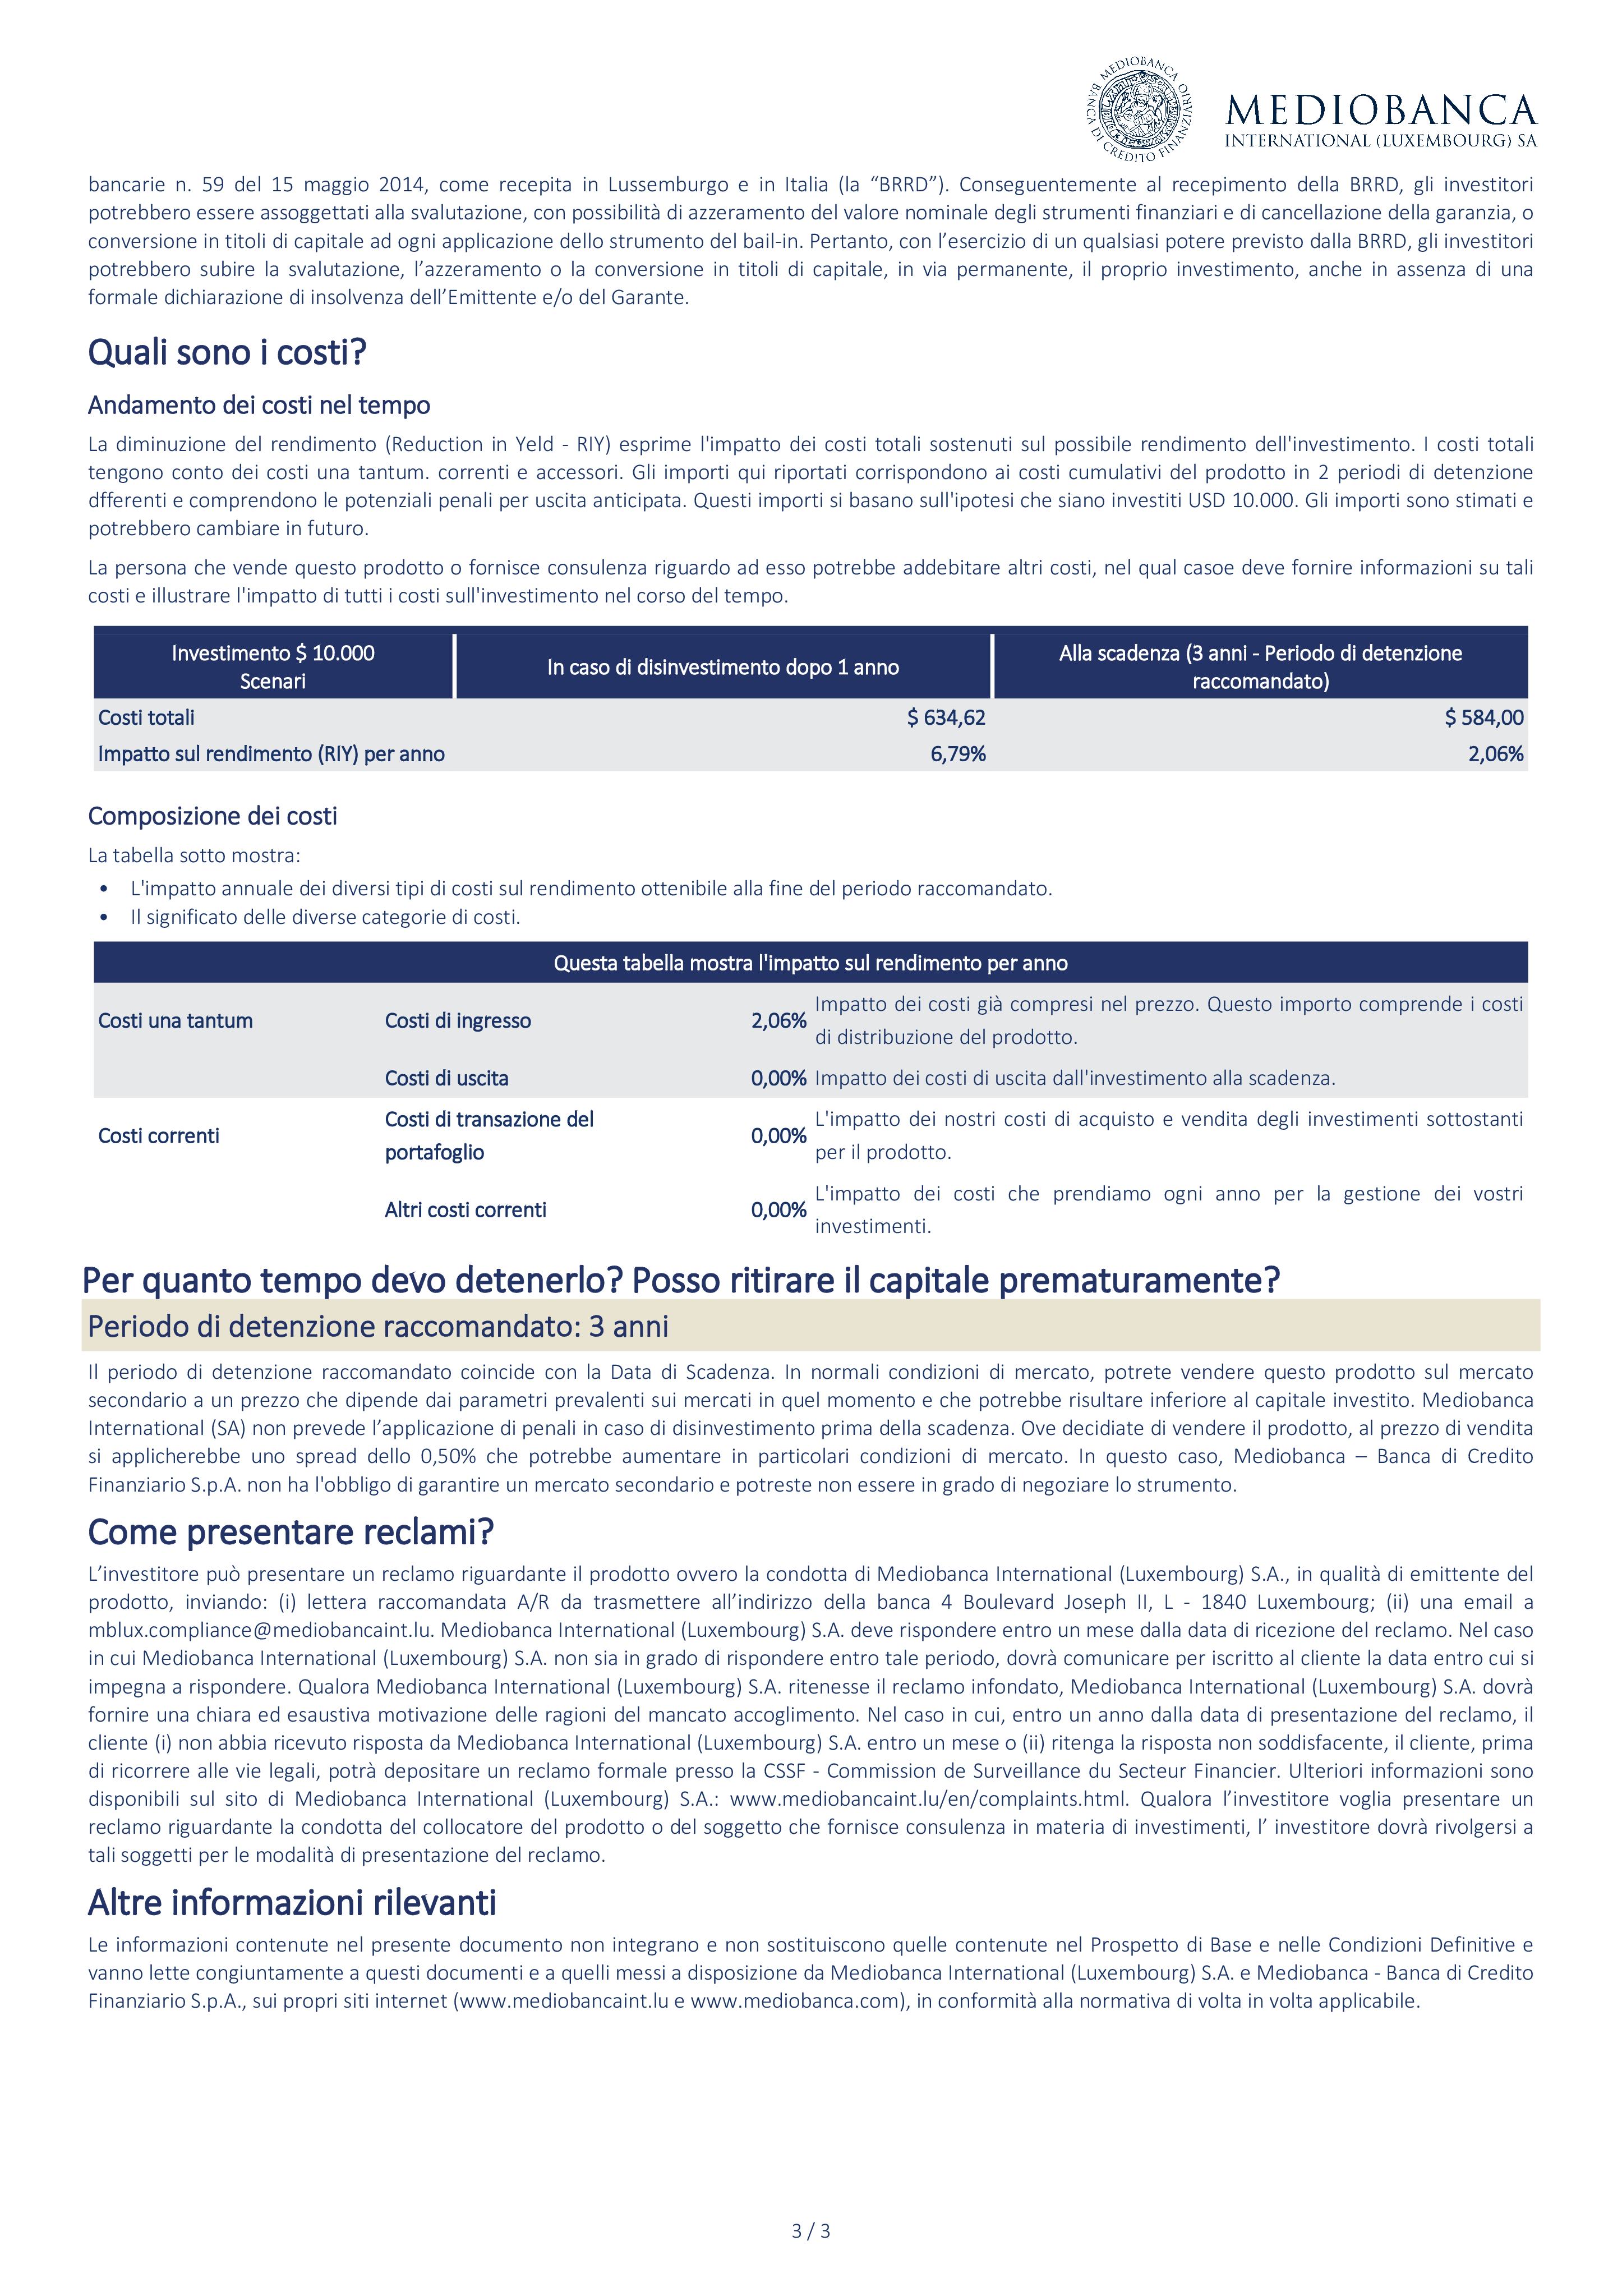 MEDIOBANCA
BANCA DI CREDITO FINANZIARIO
MEDIOBANCA
INTERNATIONAL (LUXEMBOURG) SA
bancarie n. 59 del 15 maggio 2014, come recepita in Lussemburgo e in Italia (la “BRRD”). Conseguentemente al recepimento della BRRD, gli investitori
potrebbero essere assoggettati alla svalutazione, con possibilità di azzeramento del valore nominale degli strumenti finanziari e di cancellazione della garanzia, o
conversione in titoli di capitale ad ogni applicazione dello strumento del bail-in. Pertanto, con l’esercizio di un qualsiasi potere previsto dalla BRRD, gli investitori
potrebbero subire la svalutazione, l’azzeramento o la conversione in titoli di capitale, in via permanente, il proprio investimento, anche in assenza di una
formale dichiarazione di insolvenza dell’Emittente e/o del Garante.
Quali sono i costi?
Andamento dei costi nel tempo
La diminuzione del rendimento (Reduction in Yeld - RIY) esprime l'impatto dei costi totali sostenuti sul possibile rendimento dell'investimento. I costi totali
tengono conto dei costi una tantum. correnti e accessori. Gli importi qui riportati corrispondono ai costi cumulativi del prodotto in 2 periodi di detenzione
dfferenti e comprendono le potenziali penali per uscita anticipata. Questi importi si basano sull'ipotesi che siano investiti USD 10.000. Gli importi sono stimati e
potrebbero cambiare in futuro.
La persona che vende questo prodotto o fornisce consulenza riguardo ad esso potrebbe addebitare altri costi, nel qual casoe deve fornire informazioni su tali
costi e illustrare l'impatto di tutti i costi sull'investimento nel corso del tempo.
Investimento $ 10.000
Scenari
In caso di disinvestimento dopo 1 anno
Alla scadenza (3 anni - Periodo di detenzione
raccomandato)
Costi totali $ 634,62 $ 584,00
Impatto sul rendimento (RIY) per anno 6,79% 2,06%
Composizione dei costi
La tabella sotto mostra:
• L'impatto annuale dei diversi tipi di costi sul rendimento ottenibile alla fine del periodo raccomandato.
• Il significato delle diverse categorie di costi.
Questa tabella mostra l'impatto sul rendimento per anno
Costi una tantum Costi di ingresso 2,06% Impatto dei costi già compresi nel prezzo. Questo importo comprende i costi
di distribuzione del prodotto.
Costi di uscita 0,00% Impatto dei costi di uscita dall'investimento alla scadenza.
Costi correnti Costi di transazione del
portafoglio 0,00% L'impatto dei nostri costi di acquisto e vendita degli investimenti sottostanti
per il prodotto.
Altri costi correnti 0,00% L'impatto dei costi che prendiamo ogni anno per la gestione dei vostri
investimenti.
Per quanto tempo devo detenerlo? Posso ritirare il capitale prematuramente?
Periodo di detenzione raccomandato: 3 anni
Il periodo di detenzione raccomandato coincide con la Data di Scadenza. In normali condizioni di mercato, potrete vendere questo prodotto sul mercato
secondario a un prezzo che dipende dai parametri prevalenti sui mercati in quel momento e che potrebbe risultare inferiore al capitale investito. Mediobanca
International (SA) non prevede l’applicazione di penali in caso di disinvestimento prima della scadenza. Ove decidiate di vendere il prodotto, al prezzo di vendita
si applicherebbe uno spread dello 0,50% che potrebbe aumentare in particolari condizioni di mercato. In questo caso, Mediobanca – Banca di Credito
Finanziario S.p.A. non ha l'obbligo di garantire un mercato secondario e potreste non essere in grado di negoziare lo strumento.
Come presentare reclami?
L’investitore può presentare un reclamo riguardante il prodotto ovvero la condotta di Mediobanca International (Luxembourg) S.A., in qualità di emittente del
prodotto, inviando: (i) lettera raccomandata A/R da trasmettere all’indirizzo della banca 4 Boulevard Joseph II, L - 1840 Luxembourg; (ii) una email a
mblux.compliance@mediobancaint.lu. Mediobanca International (Luxembourg) S.A. deve rispondere entro un mese dalla data di ricezione del reclamo. Nel caso
in cui Mediobanca International (Luxembourg) S.A. non sia in grado di rispondere entro tale periodo, dovrà comunicare per iscritto al cliente la data entro cui si
impegna a rispondere. Qualora Mediobanca International (Luxembourg) S.A. ritenesse il reclamo infondato, Mediobanca International (Luxembourg) S.A. dovrà
fornire una chiara ed esaustiva motivazione delle ragioni del mancato accoglimento. Nel caso in cui, entro un anno dalla data di presentazione del reclamo, il
cliente (i) non abbia ricevuto risposta da Mediobanca International (Luxembourg) S.A. entro un mese o (ii) ritenga la risposta non soddisfacente, il cliente, prima
di ricorrere alle vie legali, potrà depositare un reclamo formale presso la CSSF - Commission de Surveillance du Secteur Financier. Ulteriori informazioni sono
disponibili sul sito di Mediobanca International (Luxembourg) S.A.: www.mediobancaint.lu/en/complaints.html. Qualora l’investitore voglia presentare un
reclamo riguardante la condotta del collocatore del prodotto o del soggetto che fornisce consulenza in materia di investimenti, l’ investitore dovrà rivolgersi a
tali soggetti per le modalità di presentazione del reclamo.
Altre informazioni rilevanti
Le informazioni contenute nel presente documento non integrano e non sostituiscono quelle contenute nel Prospetto di Base e nelle Condizioni Definitive e
vanno lette congiuntamente a questi documenti e a quelli messi a disposizione da Mediobanca International (Luxembourg) S.A. e Mediobanca - Banca di Credito
Finanziario S.p.A., sui propri siti internet (www.mediobancaint.lu e www.mediobanca.com), in conformità alla normativa di volta in volta applicabile.
3 / 3